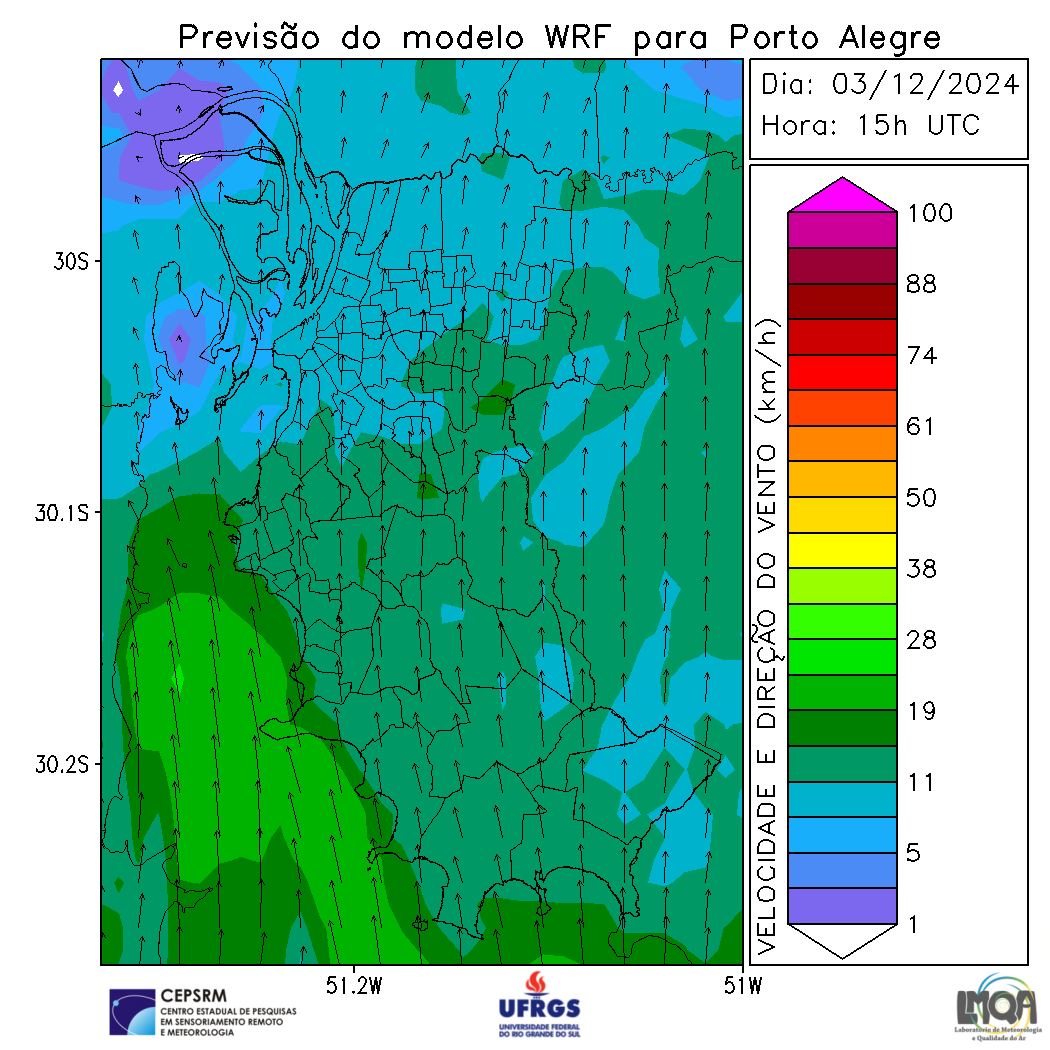 Previsão do modelo WRF para Porto Alegre
Dia: 03/12/2024
Hora: 15h UTC
30S
30.1S
30.2S
51.2W
51W
VELOCIDADE E DIREÇÃO DO VENTO (km/h)
100
88
74
61
50
38
28
19
11
5
1
CEPSRM
CENTRO ESTADUAL DE PESQUISAS
EM SENSORIAMENTO REMOTO
E METEOROLOGIA
UFRGS
UNIVERSIDADE FEDERAL
DO RIO GRANDE DO SUL
LMQA
Laboratório de Meteorologia
e Qualidade do Ar